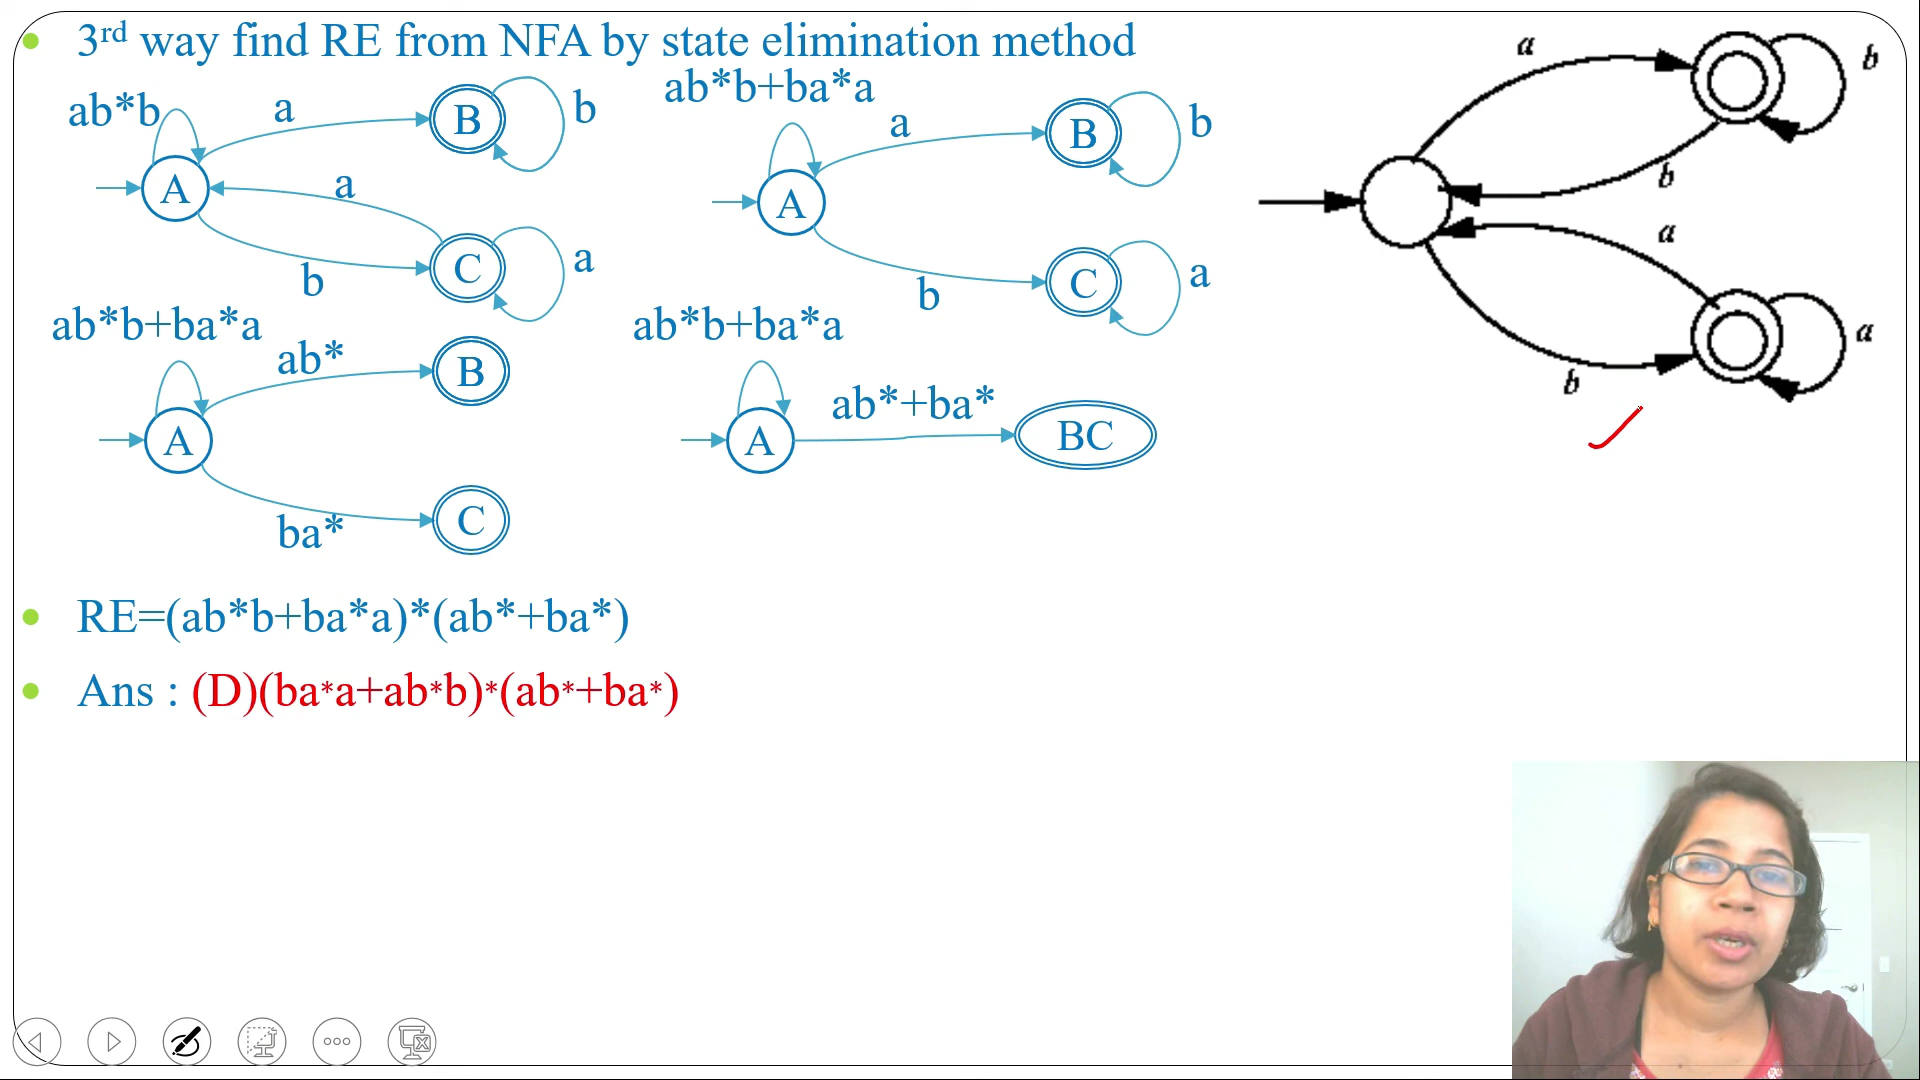 3rd way find RE from NFA by state elimination method
ab*b
a
B
b
A
a
b
C
a
ab*b+ba*a
a
B
b
A
b
C
a
a
b
b
a
b
a
ab*b+ba*a
ab*
B
A
ba*
C
ab*b+ba*a
A
ab*+ba*
BC
RE=(ab*b+ba*a)*(ab*+ba*)
Ans : (D)(ba*a+ab*b)*(ab*+ba*)